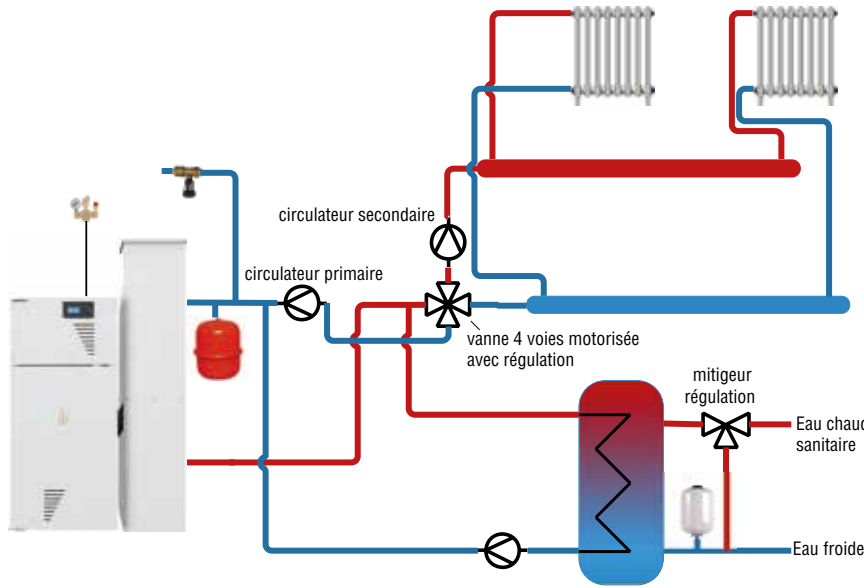 circulateur secondaire
circulateur primaire
vanne 4 voies motorisée
avec régulation
mitigeur
régulation
Eau chaud
sanitaire
Eau froide